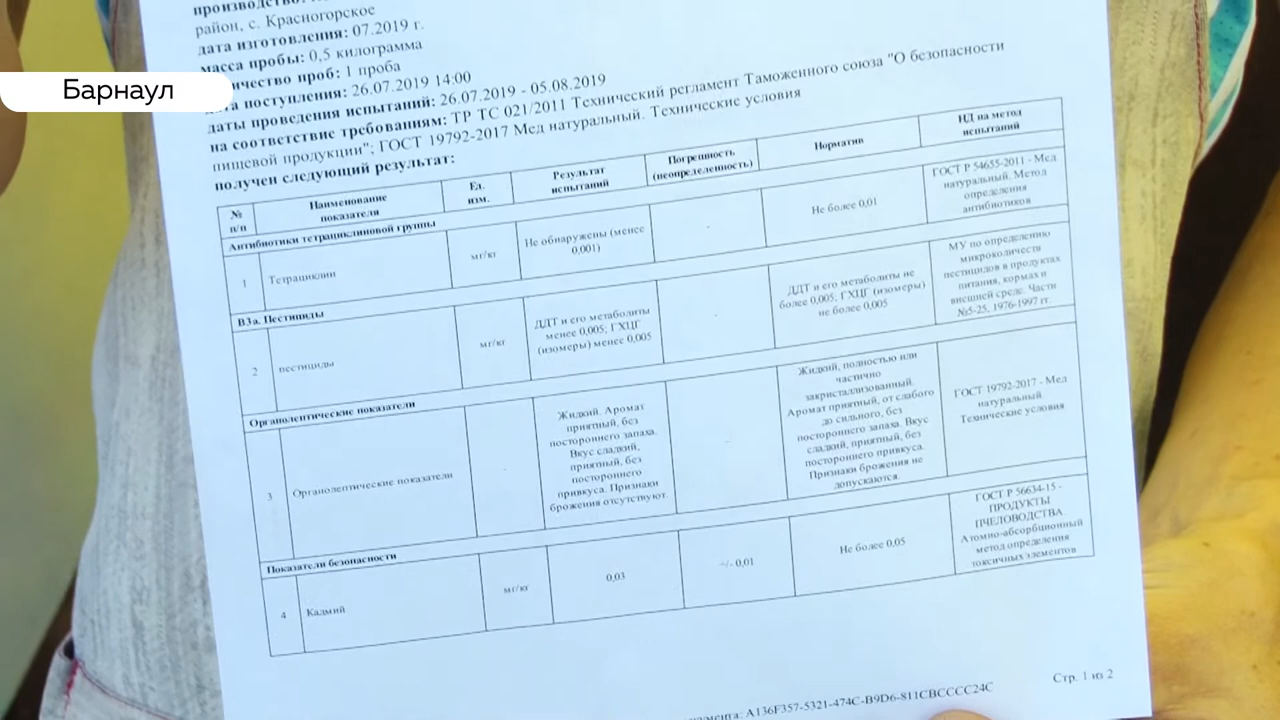 район, с. Красногорское
дата изготовления: 07.2019 г.
масса пробы: 0,5 килограмма
проб: 1 проба
поступления: 26.07.2019 14:00
Барнаул
даты проведения испытаний: 26.07.2019 - 05.08.2019
на соответствие требованиям: ТР ТС 021/2011 Технический регламент Таможенного союза "О безопасности
пищевой продукции"; ГОСТ 19792-2017 Мед натуральный. Технические условия
получен следующий результат:
№
п/п
Наименование
показателя
Ед.
изм.
Результат
испытаний
Погрешность
(неопределенность)
Норматив
НД на метод
испытаний
Антибиотики тетрациклиновой группы
1
Тетрациклин
мг/кг
Не обнаружены (менее
0,001)
-
Не более 0,01
ГОСТ Р 54655-2011 - Мед
натуральный. Метод
определения
антибиотиков
В3а. Пестициды
2
пестициды
мг/кг
ДДТ и его метаболиты
менее 0,005; ГХЦГ
(изомеры) менее 0,005
-
ДДТ и его метаболиты не
более 0,005; ГХЦГ (изомеры)
не более 0,005
МУ по определению
микроколичеств
пестицидов в продуктах
питания, кормах и
внешней среде. Части
№5-25, 1976-1997 гг.
Органолептические показатели
3
Органолептические показатели
-
Жидкий. Аромат
приятный, без
постороннего запаха.
Вкус сладкий,
приятный, без
постороннего
привкуса. Признаки
брожения отсутствуют.
-
Жидкий, полностью или
частично
закристаллизованный.
Аромат приятный, от слабого
до сильного, без
постороннего запаха. Вкус
сладкий, приятный, без
постороннего привкуса.
Признаки брожения не
допускаются.
ГОСТ 19792-2017 - Мед
натуральный.
Технические условия
Показатели безопасности
4
Кадмий
мг/кг
0,03
+/- 0,01
Не более 0,05
ГОСТ Р 56634-15 -
ПРОДУКТЫ
ПЧЕЛОВОДСТВА.
Атомно-абсорбционный
метод определения
токсичных элементов
A136F357-5321-474C-B9D6-811CBCCCC24C
Стр. 1 из 2